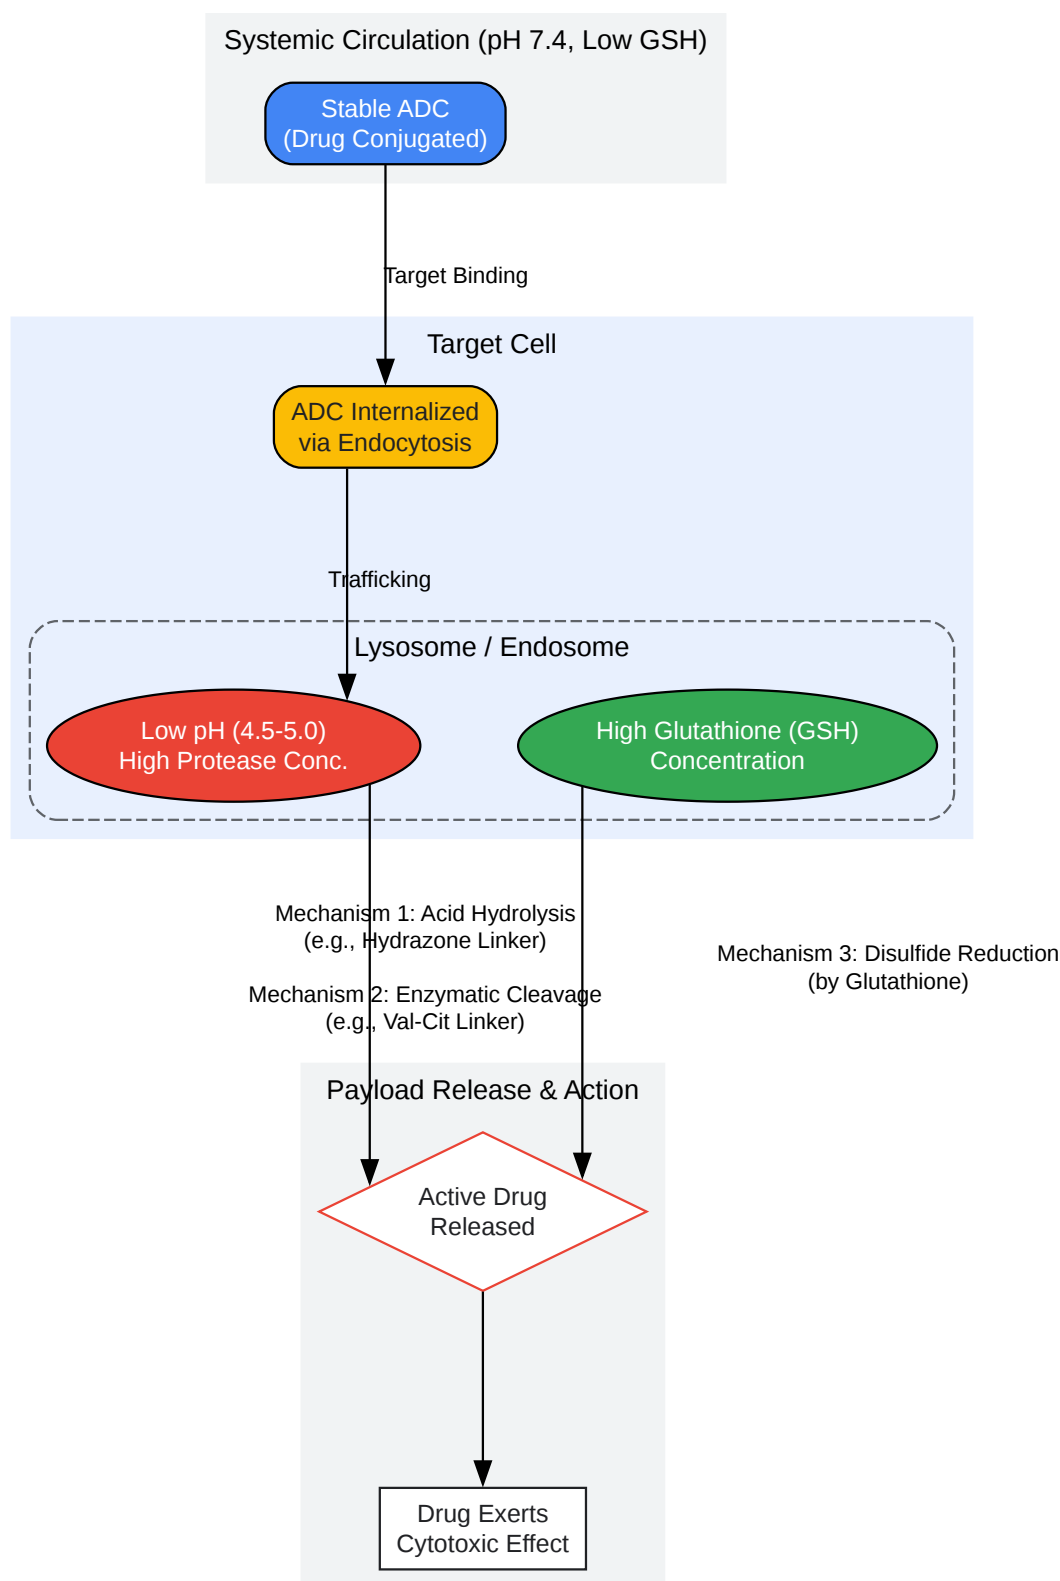 Systemic Circulation (pH 7.4, Low GSH)
Stable ADC
(Drug Conjugated)
Target Binding
Target Cell
ADC Internalized
via Endocytosis
Trafficking
Lysosome / Endosome
Low pH (4.5-5.0)
High Protease Conc.
High Glutathione (GSH)
Concentration
Mechanism 1: Acid Hydrolysis
(e.g., Hydrazone Linker)
Mechanism 2: Enzymatic Cleavage
(e.g., Val-Cit Linker)
Mechanism 3: Disulfide Reduction
(by Glutathione)
Payload Release & Action
Active Drug
Released
Drug Exerts
Cytotoxic Effect